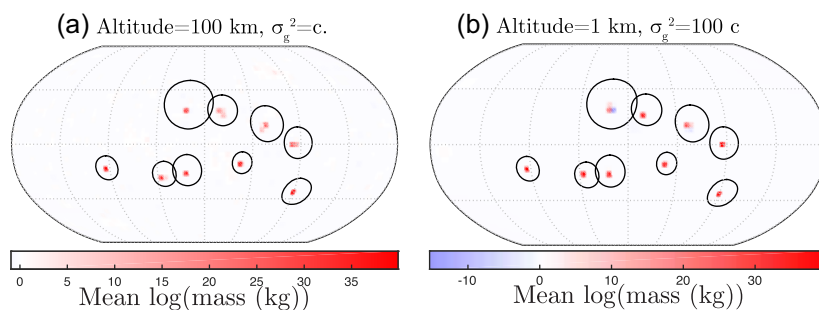 (a) Altitude=100 km, σg²=c.
(b) Altitude=1 km, σg²=100 c
0 5 10 15 20 25 30 35
Mean log(mass (kg))
-10 0 10 20 30
Mean log(mass (kg))